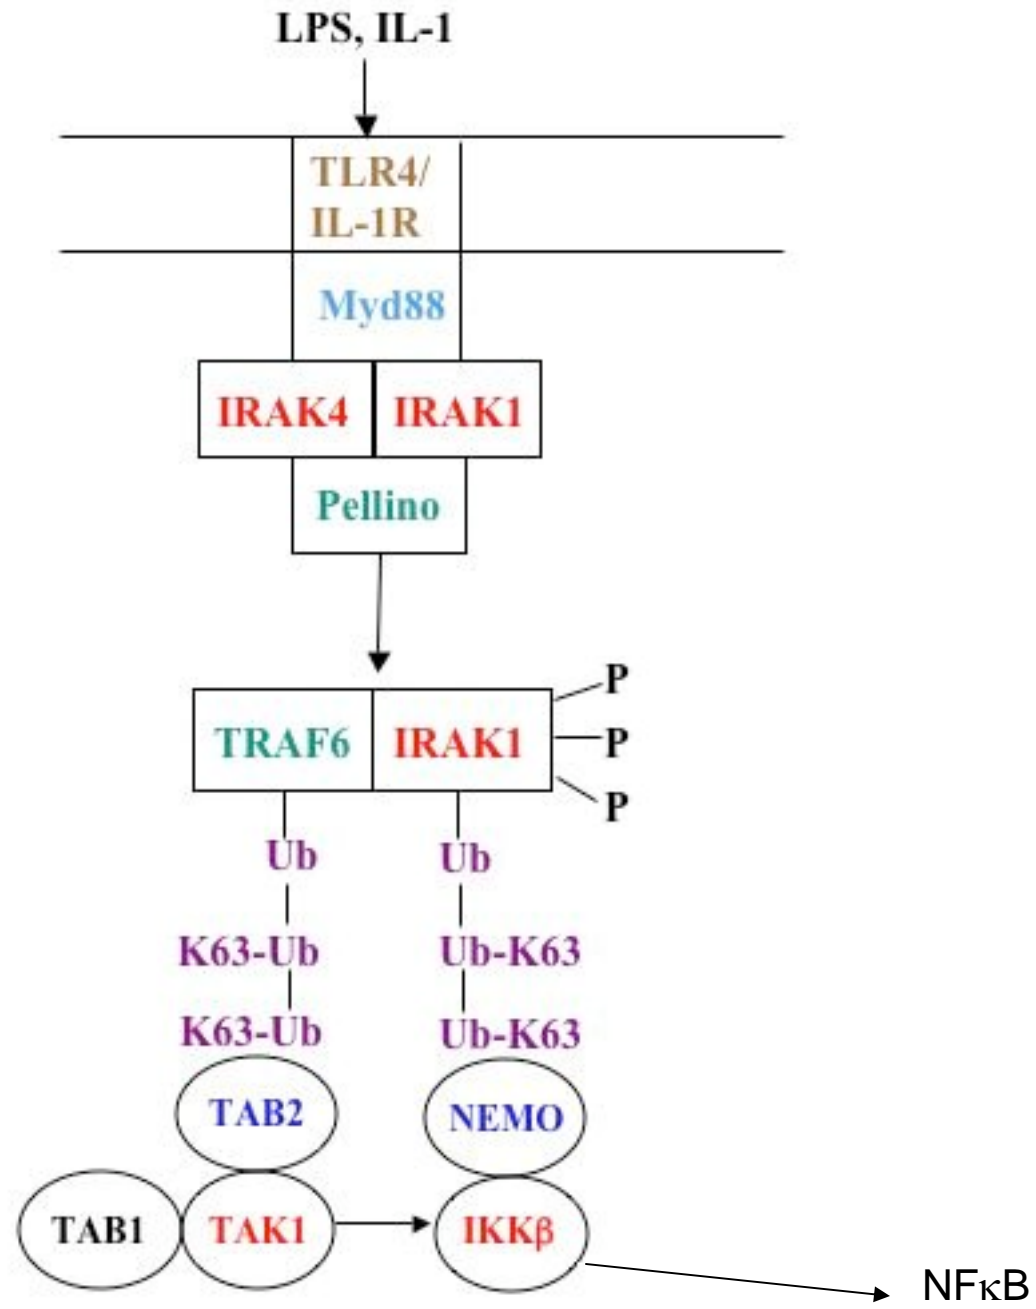 LPS, IL-1
TLR4/
IL-1R
Myd88
IRAK4 IRAK1
Pellino
P
TRAF6 IRAK1 P
P
Ub Ub
K63-Ub Ub-K63
K63-Ub Ub-K63
TAB2 NEMO
TAB1 TAK1 IKKβ
NFκB